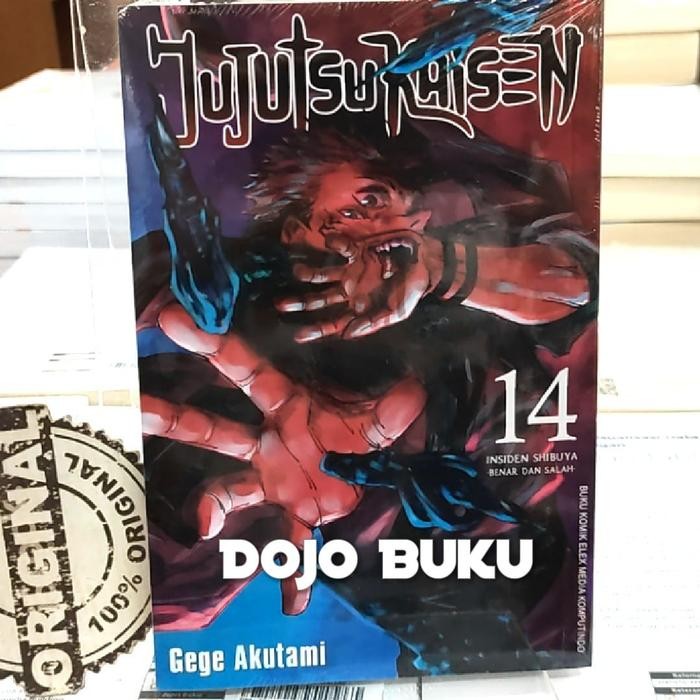 JUJUTSU KAISEN
14
INSIDEN SHIBUYA
-BENAR DAN SALAH-
BUKU KOMIK ELEX MEDIA KOMPUTINDO
DOJO BUKU
Gege Akutami
ORIGINAL
ORIGINAL
100% ORIGINAL